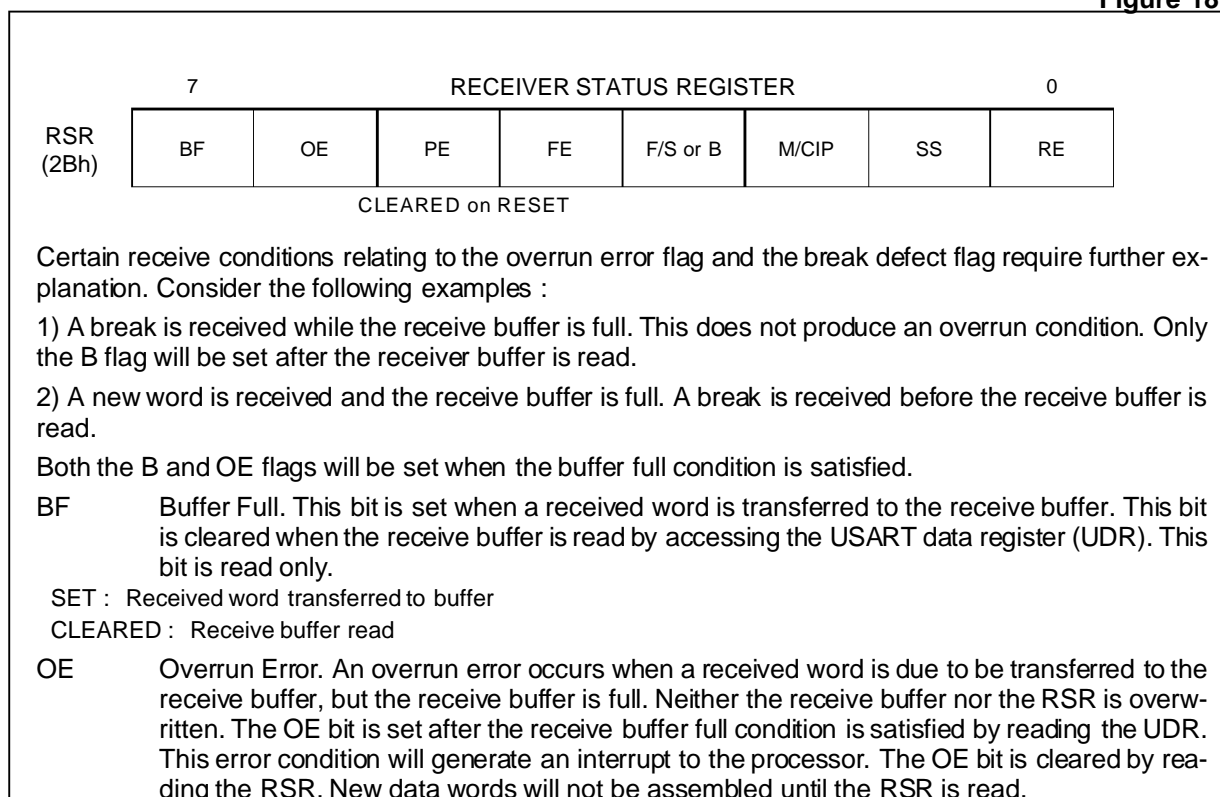 Figure 18
7 RECEIVER STATUS REGISTER 0
RSR
(2Bh)
BF OE PE FE F/S or B M/CIP SS RE
CLEARED on RESET
Certain receive conditions relating to the overrun error flag and the break defect flag require further ex-
planation. Consider the following examples :
1) A break is received while the receive buffer is full. This does not produce an overrun condition. Only
the B flag will be set after the receiver buffer is read.
2) A new word is received and the receive buffer is full. A break is received before the receive buffer is
read.
Both the B and OE flags will be set when the buffer full condition is satisfied.
BF Buffer Full. This bit is set when a received word is transferred to the receive buffer. This bit
is cleared when the receive buffer is read by accessing the USART data register (UDR). This
bit is read only.
SET : Received word transferred to buffer
CLEARED : Receive buffer read
OE Overrun Error. An overrun error occurs when a received word is due to be transferred to the
receive buffer, but the receive buffer is full. Neither the receive buffer nor the RSR is overw-
ritten. The OE bit is set after the receive buffer full condition is satisfied by reading the UDR.
This error condition will generate an interrupt to the processor. The OE bit is cleared by rea-
ding the RSR. New data words will not be assembled until the RSR is read.